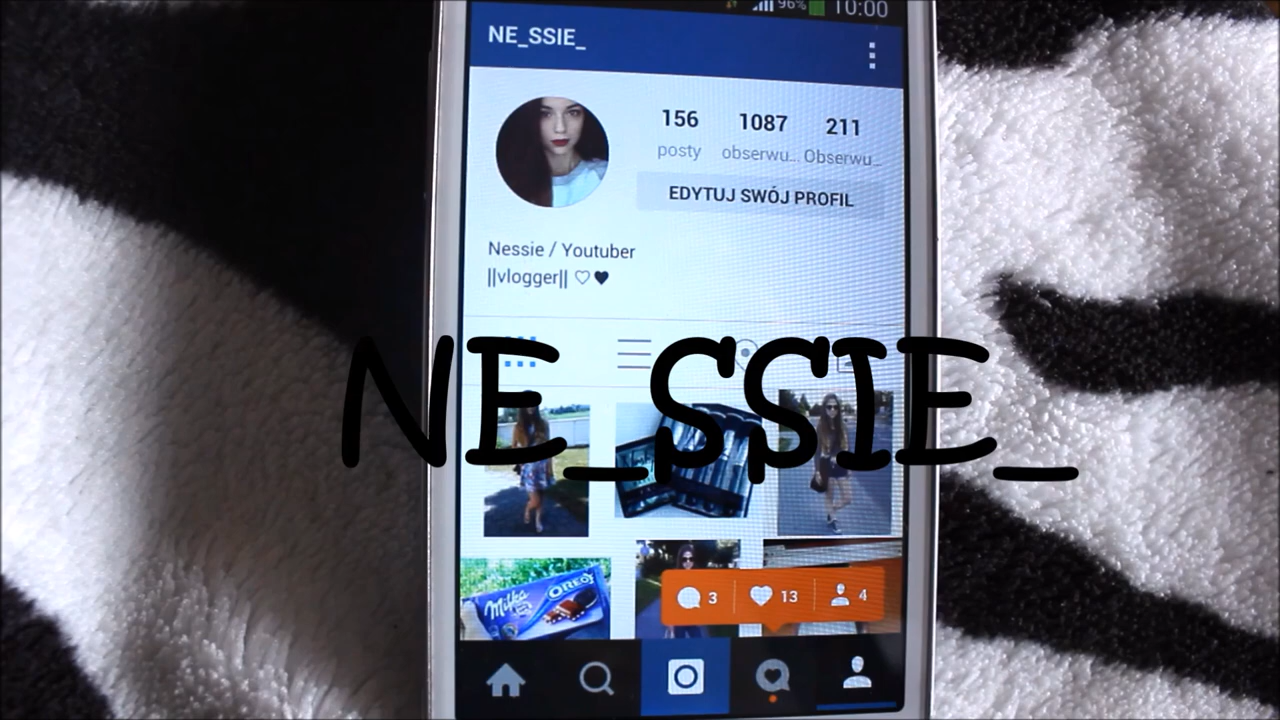 96% 10:00
NE_SSIE_
156 1087 211
posty obserwu... Obserwu...
EDYTUJ SWÓJ PROFIL
Nessie / Youtuber
||vlogger|| ♡♥
NE_SSIE_
Milka OREO
3 13 4